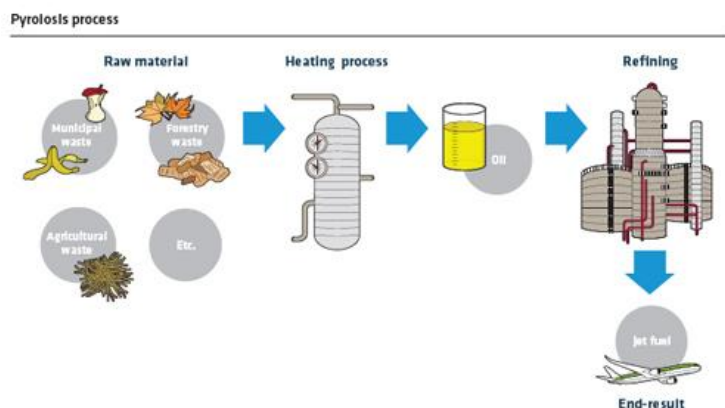 Pyrolosis process
Raw material
Heating process
Refining
Municipal
waste
Forestry
waste
Oil
Agricultural
waste
Etc.
Jet fuel
End-result